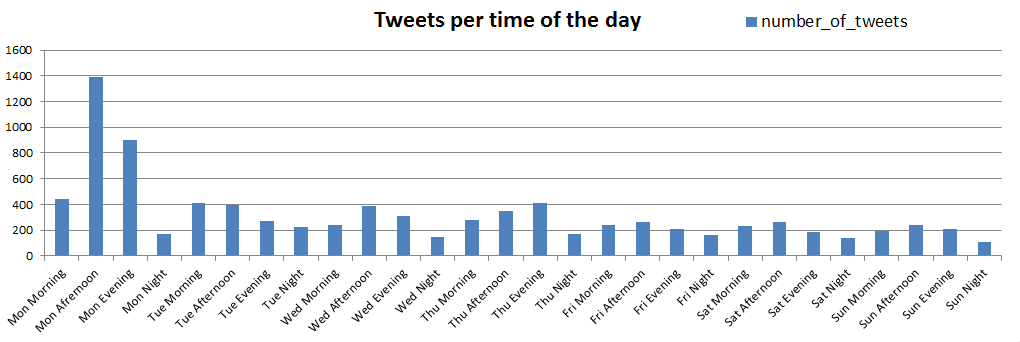 Tweets per time of the day
number_of_tweets
1600
1400
1200
1000
800
600
400
200
0
Mon Morning
Mon Afrernoon
Mon Evening
Mon Night
Tue Morning
Tue Afternoon
Tue Evening
Tue Night
Wed Morning
Wed Afternoon
Wed Evening
Wed Night
Thu Morning
Thu Afternoon
Thu Evening
Thu Night
Fri Morning
Fri Afternoon
Fri Evening
Fri Night
Sat Morning
Sat Afternoon
Sat Evening
Sat Night
Sun Morning
Sun Afternoon
Sun Evening
Sun Night